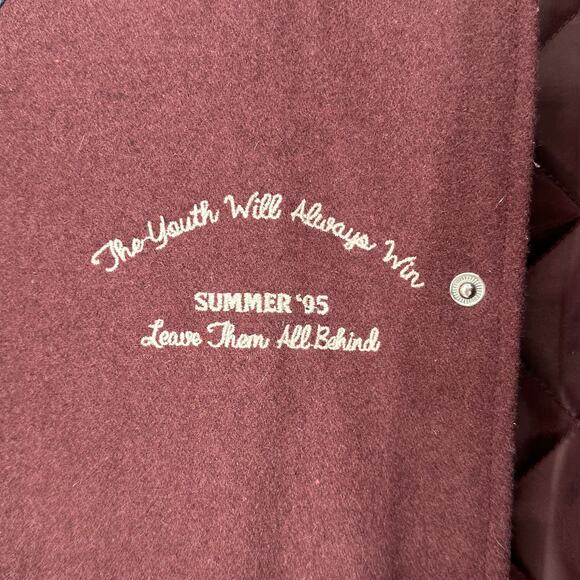 The Youth Will Always Win
SUMMER '95
Leave Them All Behind